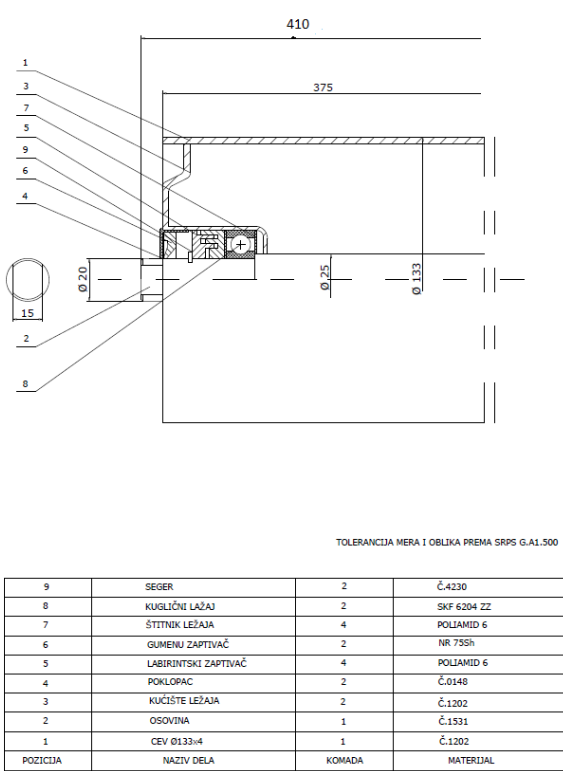 410
375
1
3
7
5
9
6
4
Ø 20
Ø 25
Ø 133
15
2
8
TOLERANCIJA MERA I OBLIKA PREMA SRPS G.A1.500
9 SEGER 2 Č.4230
8 KUGLIČNI LAŽAJ 2 SKF 6204 ZZ
7 ŠTITNIK LEŽAJA 4 POLIAMID 6
6 GUMENU ZAPTIVAČ 2 NR 75Sh
5 LABIRINTSKI ZAPTIVAČ 4 POLIAMID 6
4 POKLOPAC 2 Č.0148
3 KUĆIŠTE LEŽAJA 2 Č.1202
2 OSOVINA 1 Č.1531
1 CEV Ø133x4 1 Č.1202
POZICIJA NAZIV DELA KOMADA MATERIJAL